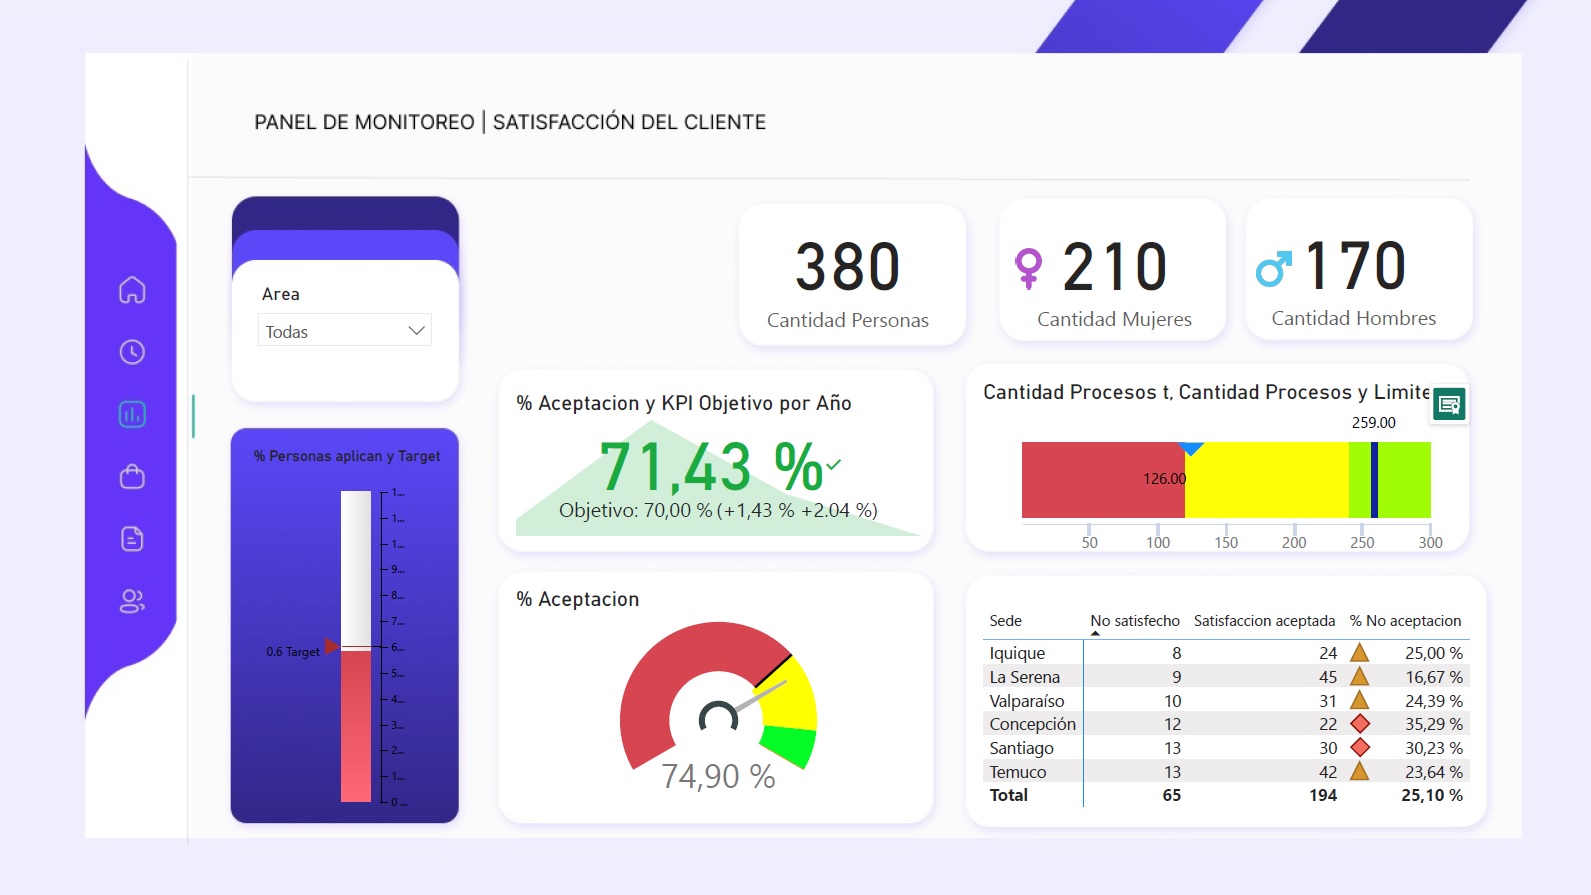 PANEL DE MONITOREO | SATISFACCIÓN DEL CLIENTE
Area
Todas
380
Cantidad Personas
210
Cantidad Mujeres
170
Cantidad Hombres
% Personas aplican y Target
1...
1...
1...
9...
8...
7...
6...
5...
4...
3...
2...
1...
0 ...
0.6 Target
% Aceptacion y KPI Objetivo por Año
71,43 %
Objetivo: 70,00 % (+1,43 % +2.04 %)
Cantidad Procesos t, Cantidad Procesos y Limite
259.00
126.00
50 100 150 200 250 300
% Aceptacion
74,90 %
Sede No satisfecho Satisfaccion aceptada % No aceptacion
Iquique 8 24 25,00 %
La Serena 9 45 16,67 %
Valparaíso 10 31 24,39 %
Concepción 12 22 35,29 %
Santiago 13 30 30,23 %
Temuco 13 42 23,64 %
Total 65 194 25,10 %